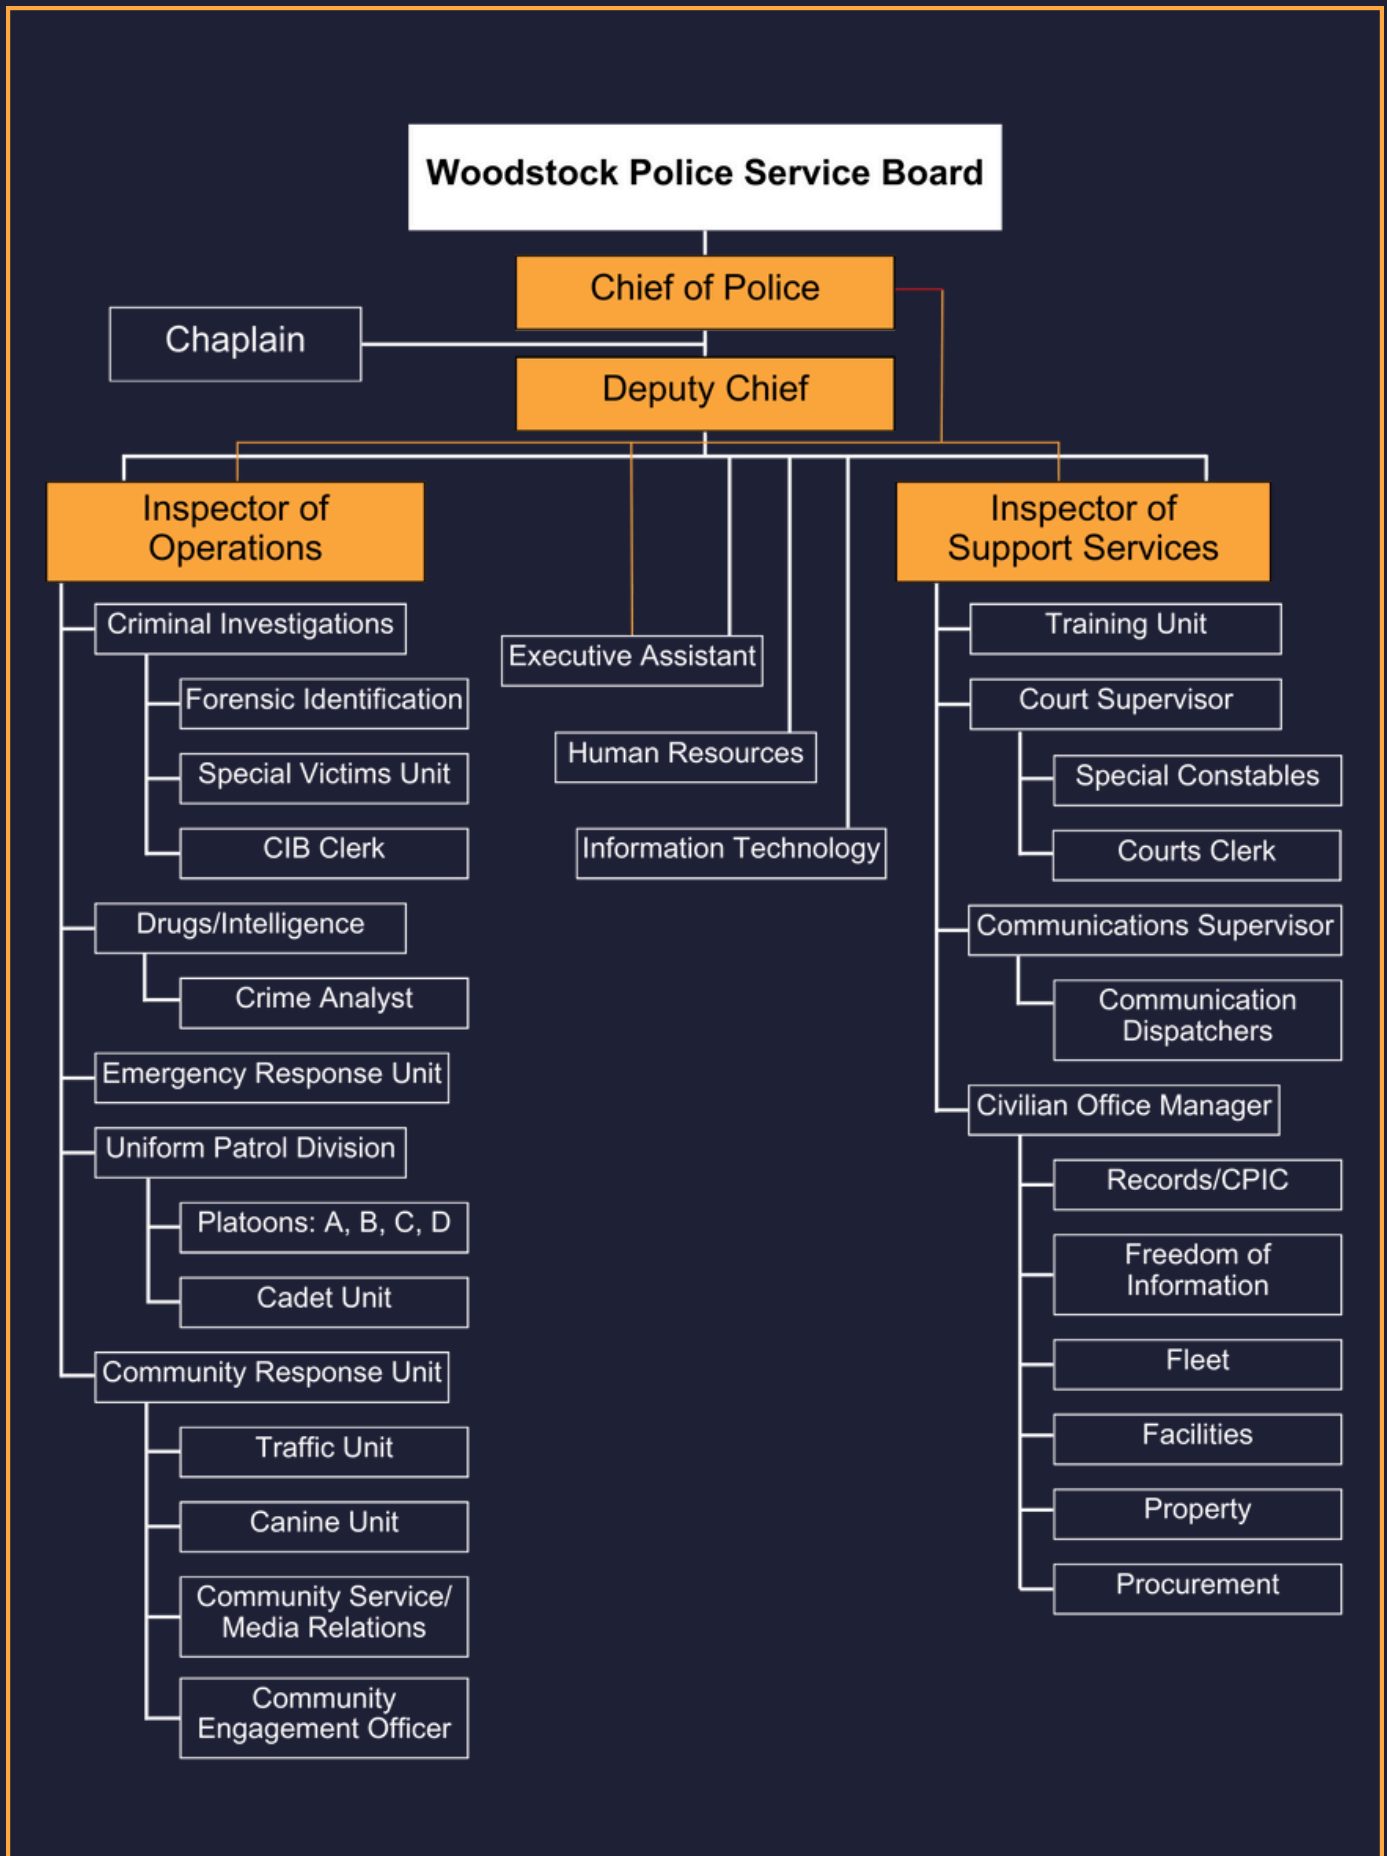 Woodstock Police Service Board
Chief of Police
Chaplain
Deputy Chief
Inspector of
Operations
Criminal Investigations
Forensic Identification
Special Victims Unit
CIB Clerk
Drugs/Intelligence
Crime Analyst
Emergency Response Unit
Uniform Patrol Division
Platoons: A, B, C, D
Cadet Unit
Community Response Unit
Traffic Unit
Canine Unit
Community Service/
Media Relations
Community
Engagement Officer
Executive Assistant
Human Resources
Information Technology
Inspector of
Support Services
Training Unit
Court Supervisor
Special Constables
Courts Clerk
Communications Supervisor
Communication
Dispatchers
Civilian Office Manager
Records/CPIC
Freedom of
Information
Fleet
Facilities
Property
Procurement